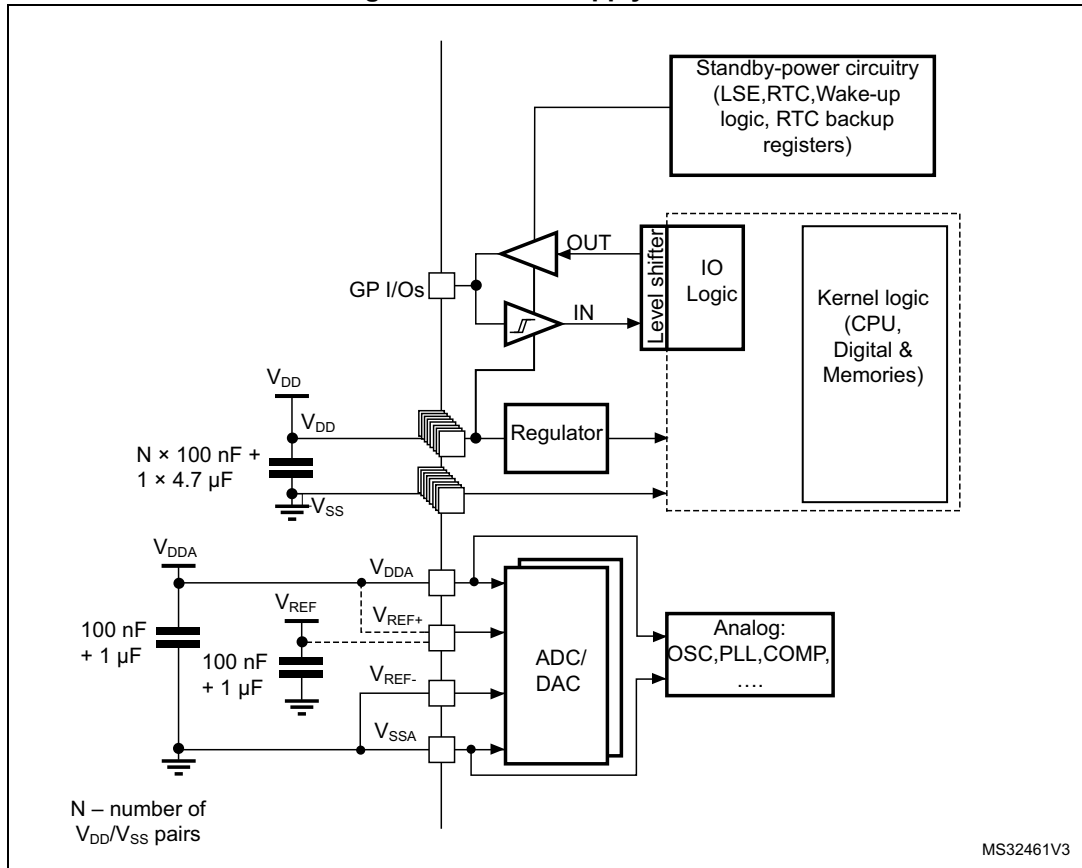 Standby-power circuitry
(LSE,RTC,Wake-up
logic, RTC backup
registers)
OUT
Level shifter
IO
Logic
GP I/Os
IN
Kernel logic
(CPU,
Digital &
Memories)
VDD
VDD
Regulator
N × 100 nF +
1 × 4.7 µF
VSS
VDDA
VDDA
VREF
VREF+
100 nF
+ 1 µF
100 nF
+ 1 µF
ADC/
DAC
Analog:
OSC,PLL,COMP,
....
VREF-
VSSA
N – number of
VDD/VSS pairs
MS32461V3